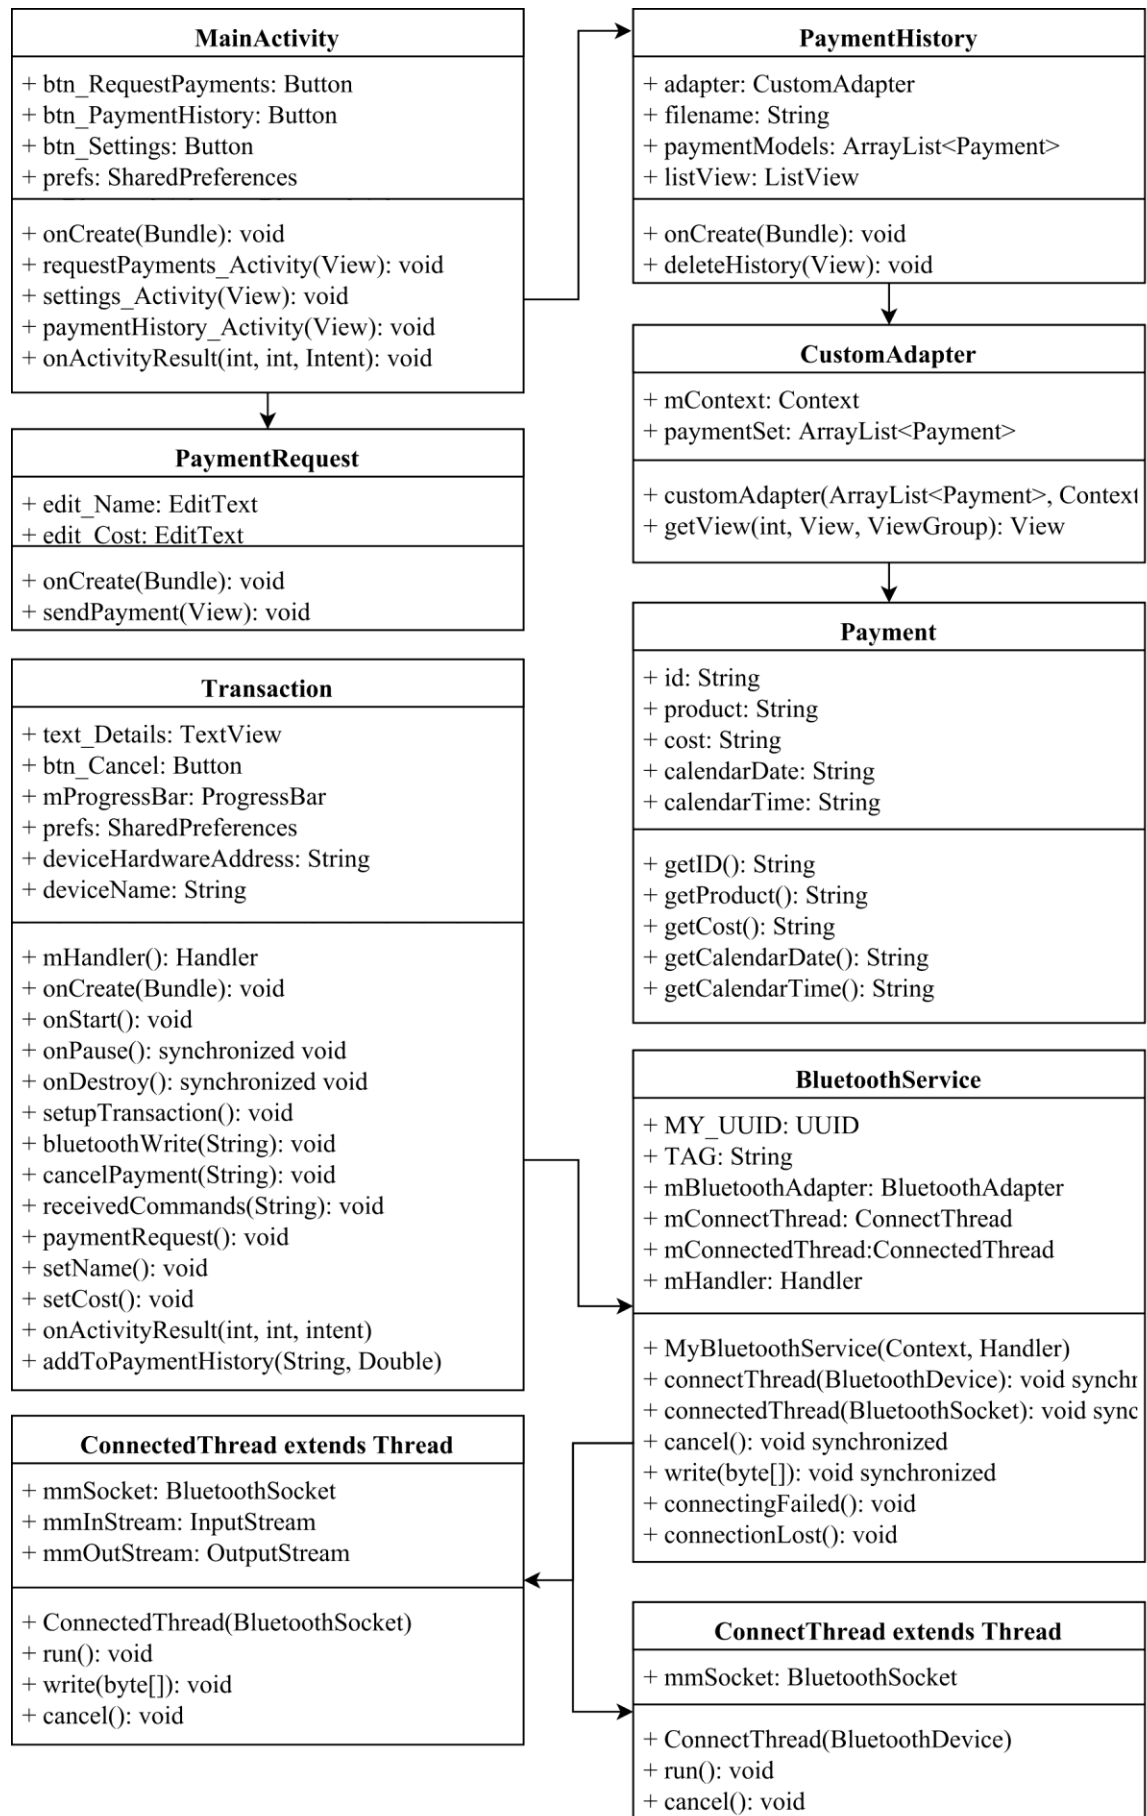 MainActivity
+ btn_RequestPayments: Button
+ btn_PaymentHistory: Button
+ btn_Settings: Button
+ prefs: SharedPreferences
+ onCreate(Bundle): void
+ requestPayments_Activity(View): void
+ settings_Activity(View): void
+ paymentHistory_Activity(View): void
+ onActivityResult(int, int, Intent): void
PaymentRequest
+ edit_Name: EditText
+ edit_Cost: EditText
+ onCreate(Bundle): void
+ sendPayment(View): void
Transaction
+ text_Details: TextView
+ btn_Cancel: Button
+ mProgressBar: ProgressBar
+ prefs: SharedPreferences
+ deviceHardwareAddress: String
+ deviceName: String
+ mHandler(): Handler
+ onCreate(Bundle): void
+ onStart(): void
+ onPause(): synchronized void
+ onDestroy(): synchronized void
+ setupTransaction(): void
+ bluetoothWrite(String): void
+ cancelPayment(String): void
+ receivedCommands(String): void
+ paymentRequest(): void
+ setName(): void
+ setCost(): void
+ onActivityResult(int, int, intent)
+ addToPaymentHistory(String, Double)
ConnectedThread extends Thread
+ mmSocket: BluetoothSocket
+ mmInStream: InputStream
+ mmOutStream: OutputStream
+ ConnectedThread(BluetoothSocket)
+ run(): void
+ write(byte[]): void
+ cancel(): void
PaymentHistory
+ adapter: CustomAdapter
+ filename: String
+ paymentModels: ArrayList<Payment>
+ listView: ListView
+ onCreate(Bundle): void
+ deleteHistory(View): void
CustomAdapter
+ mContext: Context
+ paymentSet: ArrayList<Payment>
+ customAdapter(ArrayList<Payment>, Context
+ getView(int, View, ViewGroup): View
Payment
+ id: String
+ product: String
+ cost: String
+ calendarDate: String
+ calendarTime: String
+ getID(): String
+ getProduct(): String
+ getCost(): String
+ getCalendarDate(): String
+ getCalendarTime(): String
BluetoothService
+ MY_UUID: UUID
+ TAG: String
+ mBluetoothAdapter: BluetoothAdapter
+ mConnectThread: ConnectThread
+ mConnectedThread:ConnectedThread
+ mHandler: Handler
+ MyBluetoothService(Context, Handler)
+ connectThread(BluetoothDevice): void synchr
+ connectedThread(BluetoothSocket): void sync
+ cancel(): void synchronized
+ write(byte[]): void synchronized
+ connectingFailed(): void
+ connectionLost(): void
ConnectThread extends Thread
+ mmSocket: BluetoothSocket
+ ConnectThread(BluetoothDevice)
+ run(): void
+ cancel(): void